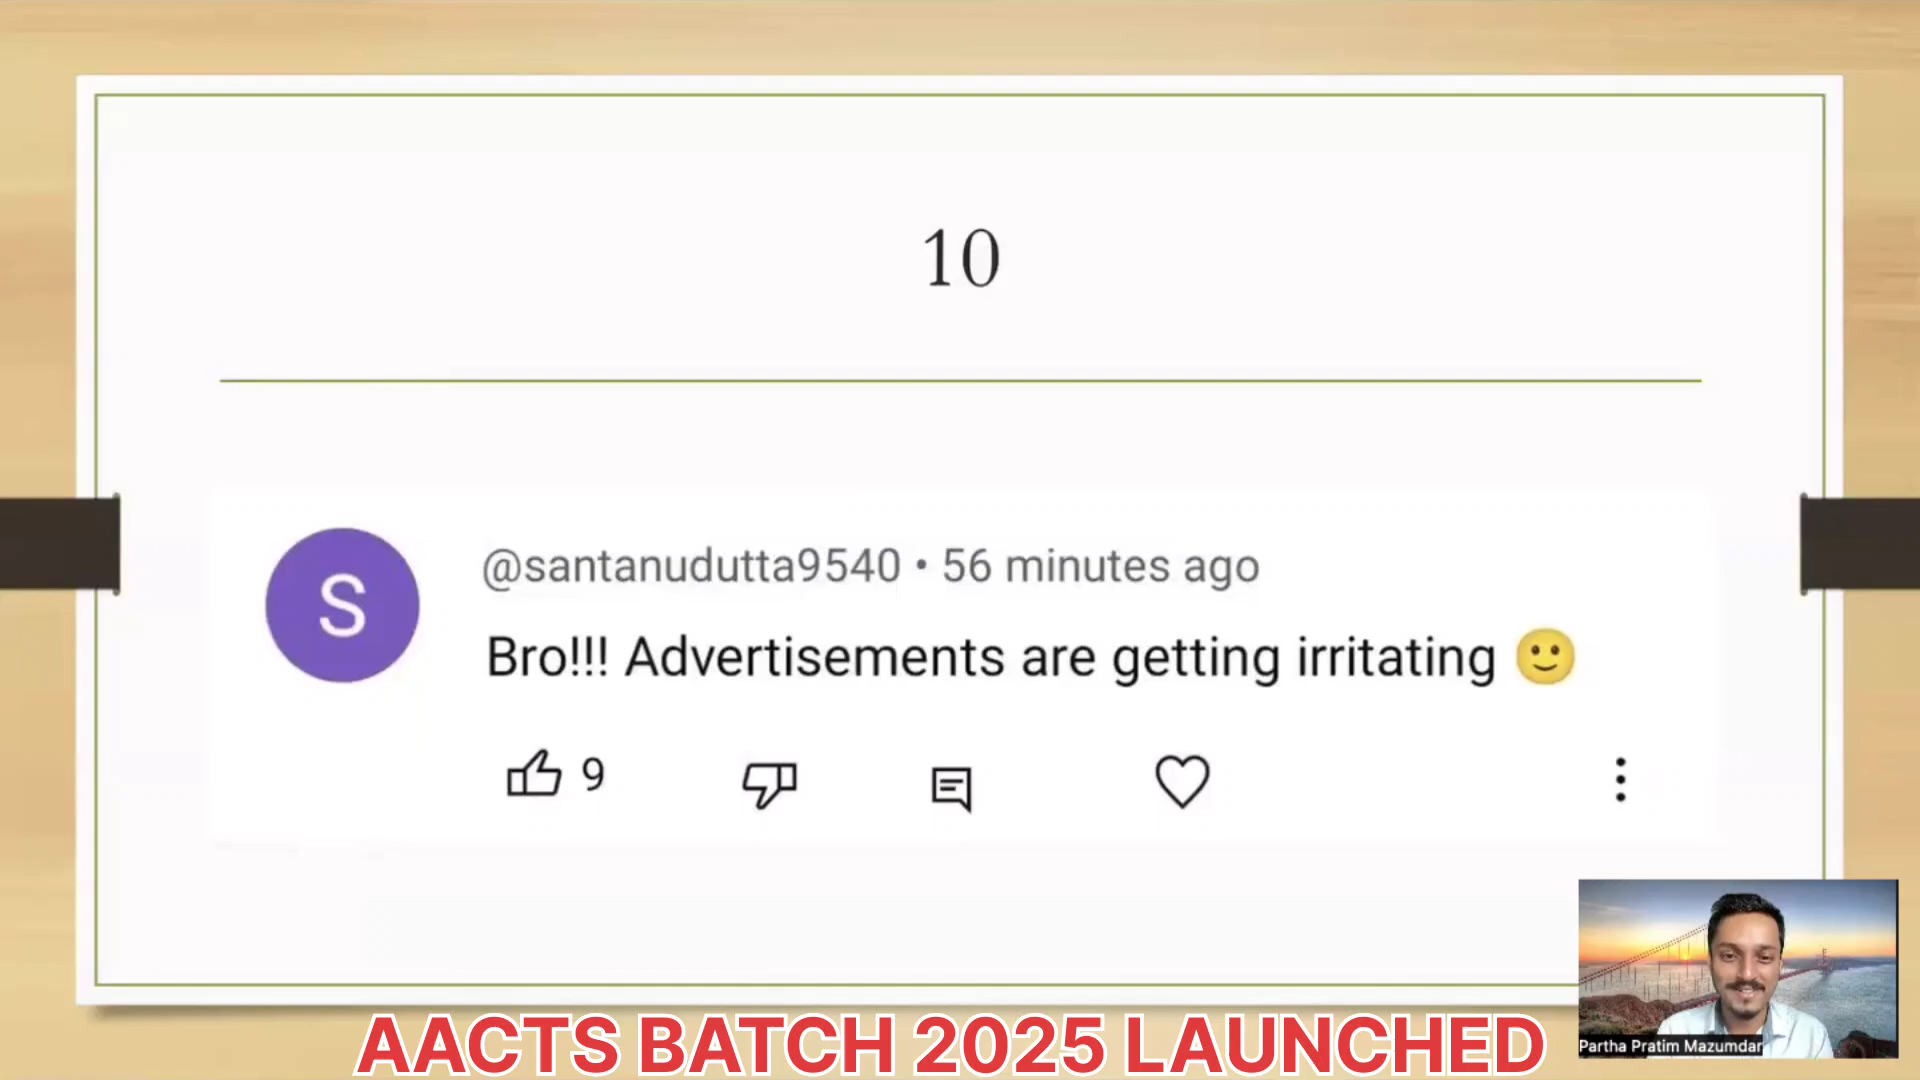 10
S
@santanudutta9540 • 56 minutes ago
Bro!!! Advertisements are getting irritating 🙂
9
Partha Pratim Mazumdar
AACTS BATCH 2025 LAUNCHED